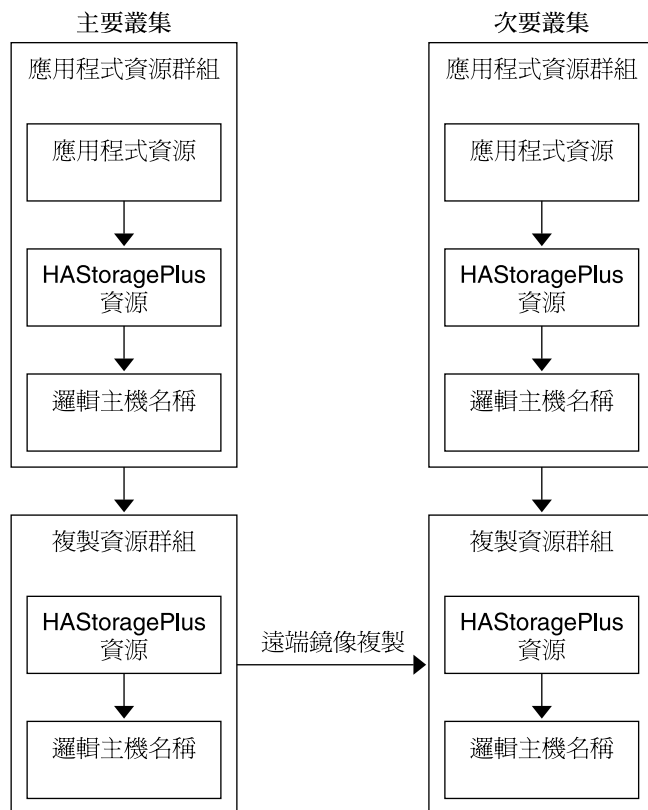 主要叢集
應用程式資源群組
應用程式資源
HAStoragePlus
資源
邏輯主機名稱
複製資源群組
HAStoragePlus
資源
邏輯主機名稱
遠端鏡像複製
次要叢集
應用程式資源群組
應用程式資源
HAStoragePlus
資源
邏輯主機名稱
複製資源群組
HAStoragePlus
資源
邏輯主機名稱